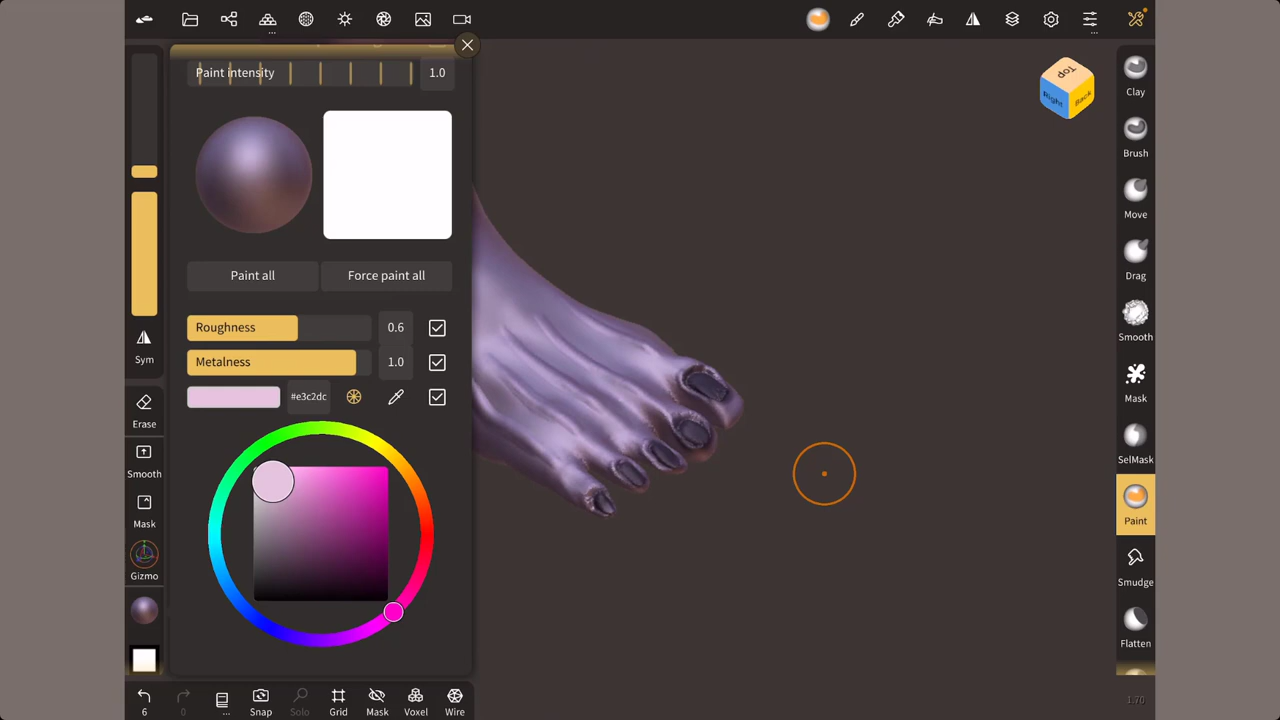 Paint intensity
1.0
Paint all
Force paint all
Roughness
0.6
Metalness
1.0
#e3c2dc
Sym
Erase
Smooth
Mask
Gizmo
6
0
...
Snap
Solo
Grid
Mask
Voxel
Wire
...
...
Top
Right
Back
Clay
Brush
Move
Drag
Smooth
Mask
SelMask
Paint
Smudge
Flatten
1.70